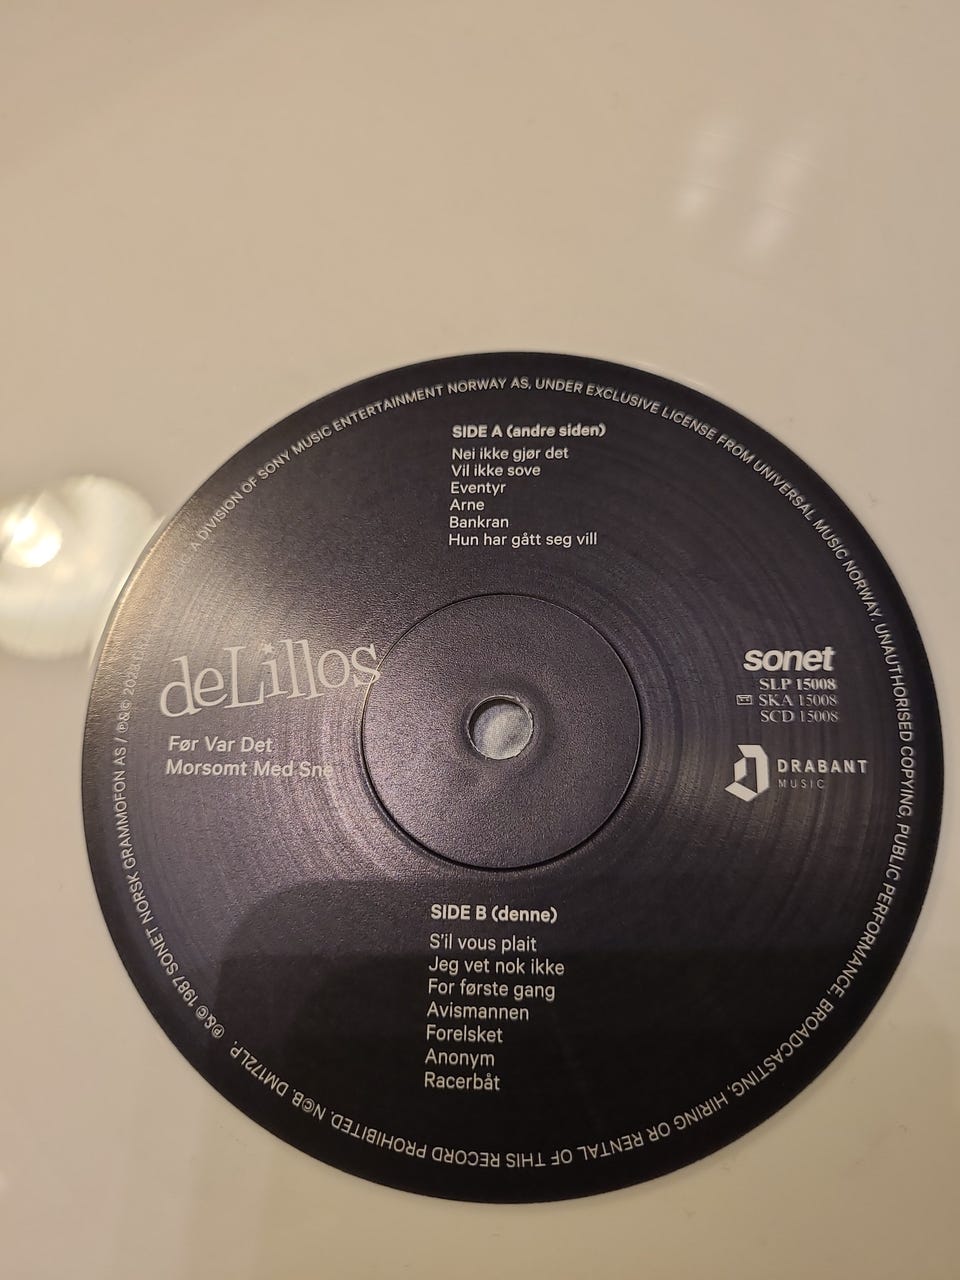 SIDE A (andre siden)
Nei ikke gjør det
Vil ikke sove
Eventyr
Arne
Bankran
Hun har gått seg vill
deLillos
Før Var Det
Morsomt Med Sne
sonet
SLP 15008
SKA 15008
SCD 15008
DRABANT
MUSIC
SIDE B (denne)
S'il vous plait
Jeg vet nok ikke
For første gang
Avismannen
Forelsket
Anonym
Racerbåt
℗&© 1987 SONET NORSK GRAMMOFON AS / ℗&© A DIVISION OF SONY MUSIC ENTERTAINMENT NORWAY AS, UNDER EXCLUSIVE LICENSE FROM UNIVERSAL MUSIC NORWAY. UNAUTHORISED COPYING, PUBLIC PERFORMANCE, BROADCASTING, HIRING OR RENTAL OF THIS RECORD PROHIBITED. N©B. DM172LP.